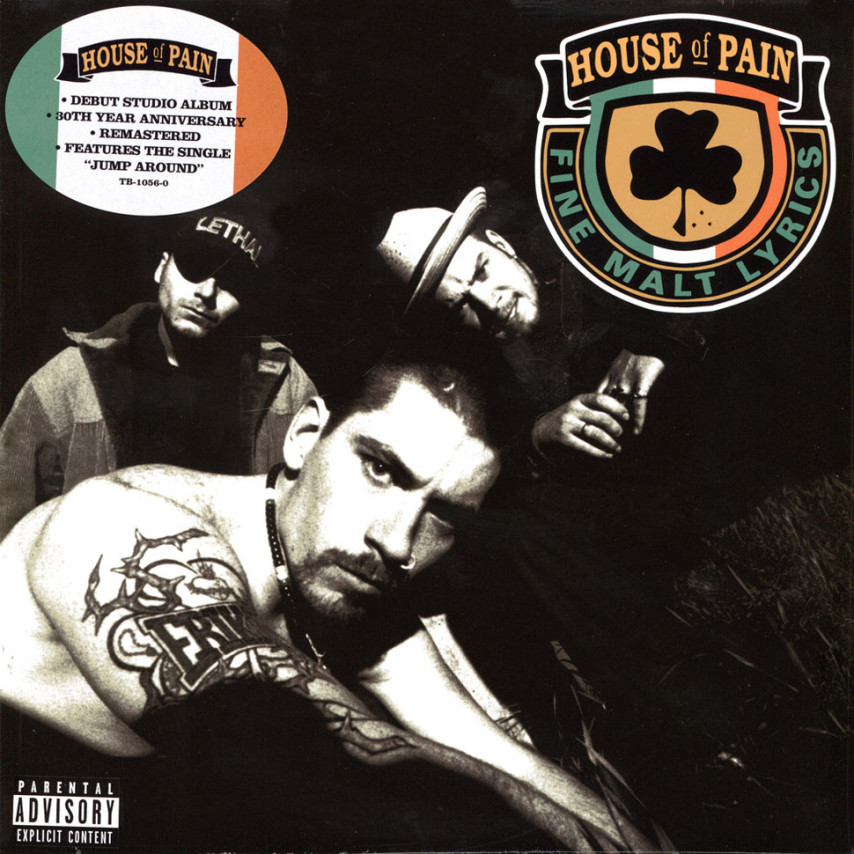 HOUSE of PAIN
• DEBUT STUDIO ALBUM
• 30TH YEAR ANNIVERSARY
• REMASTERED
• FEATURES THE SINGLE
“JUMP AROUND”
TB-1056-0
HOUSE of PAIN
FINE MALT LYRICS
LETHAL
PARENTAL
ADVISORY
EXPLICIT CONTENT